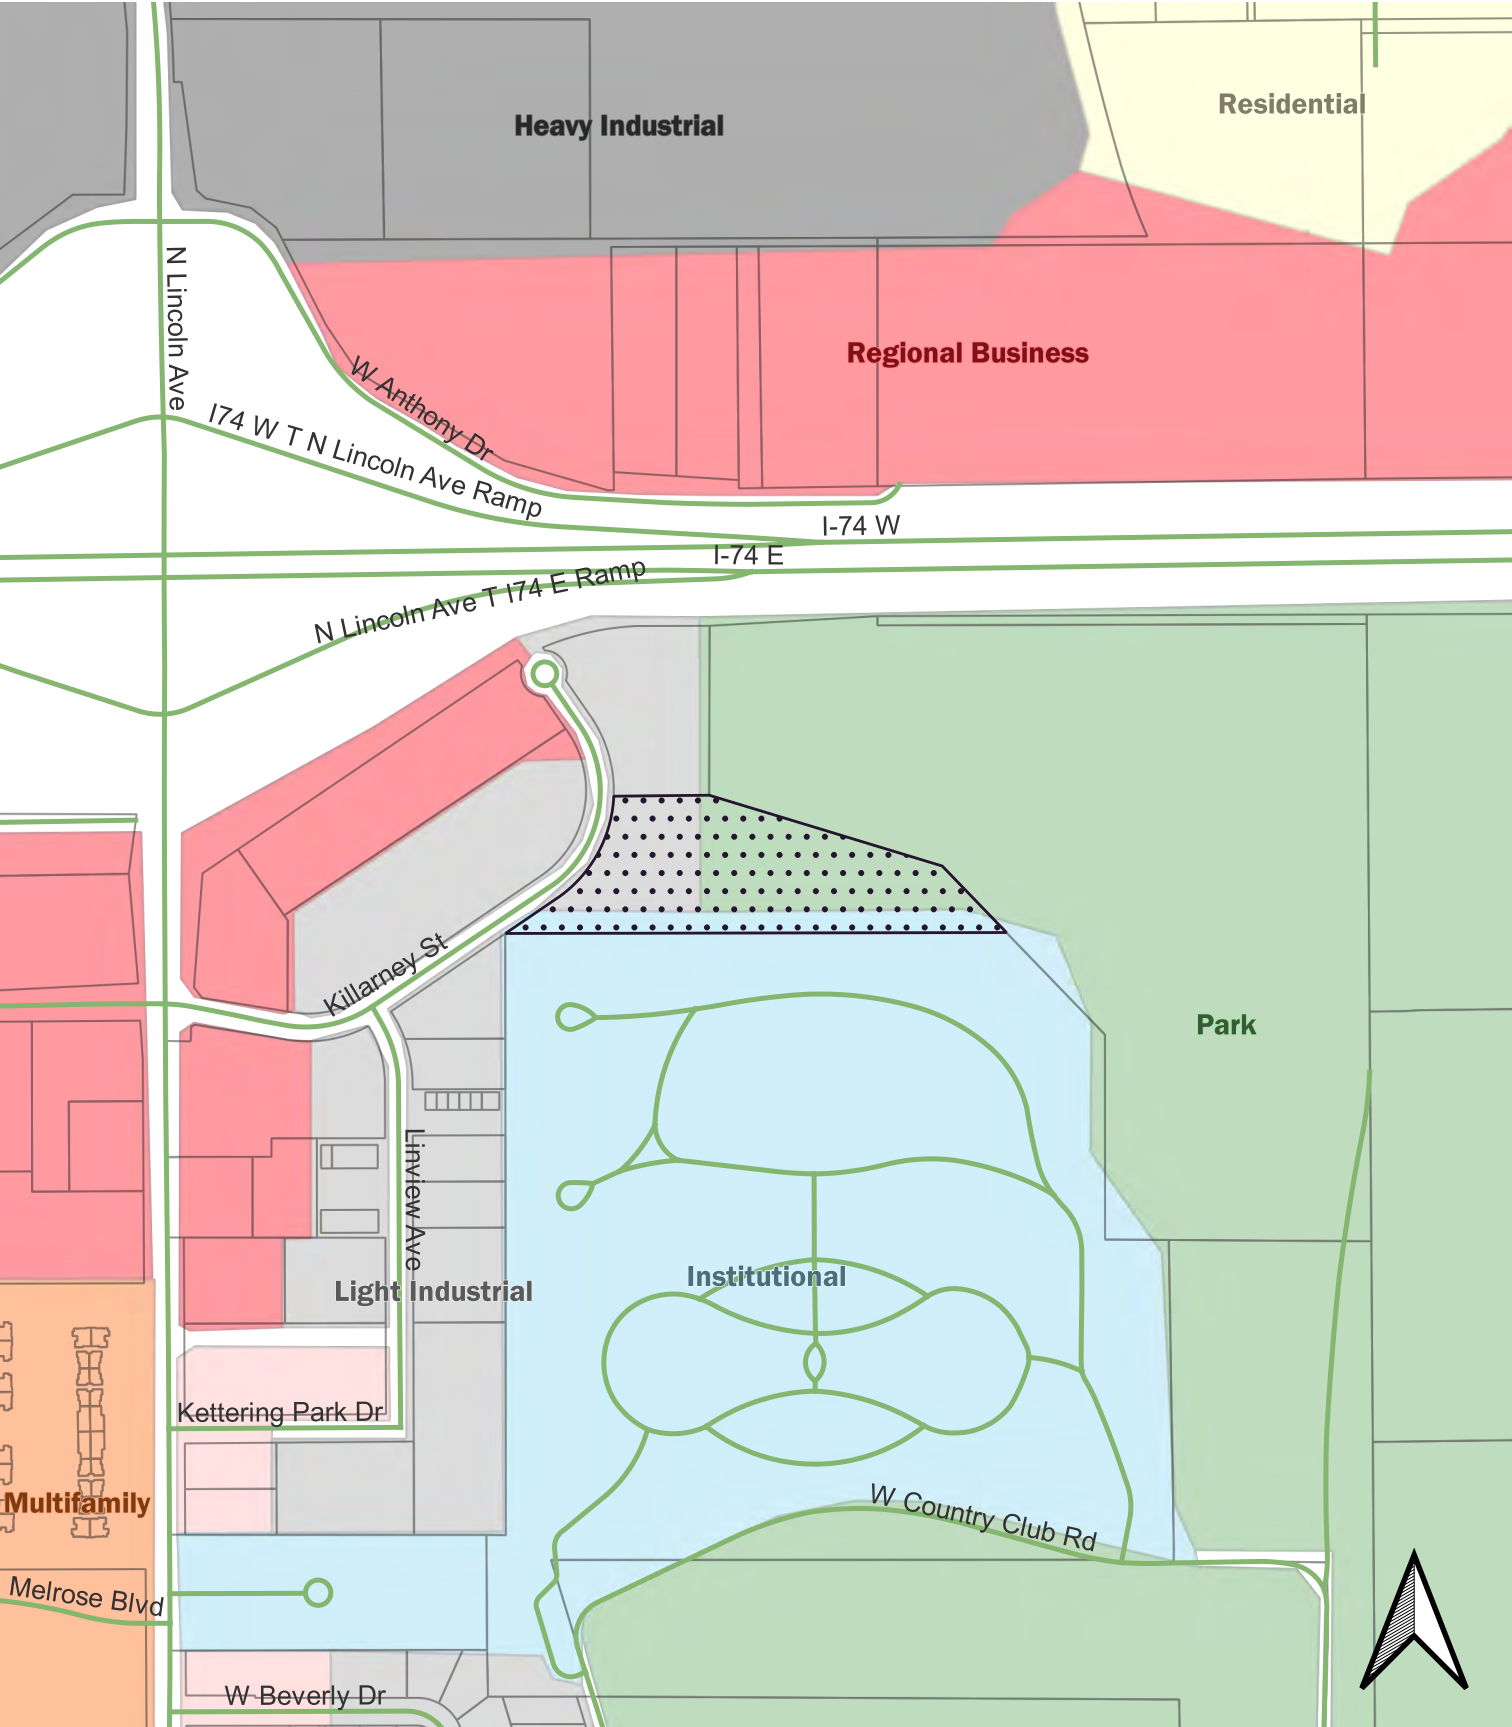 Residential
Heavy Industrial
N Lincoln Ave
Regional Business
W Anthony Dr
I74 W T N Lincoln Ave Ramp
I-74 W
I-74 E
N Lincoln Ave T I74 E Ramp
Killarney St
Park
Linview Ave
Institutional
Light Industrial
Kettering Park Dr
Multifamily
W Country Club Rd
Melrose Blvd
W Beverly Dr